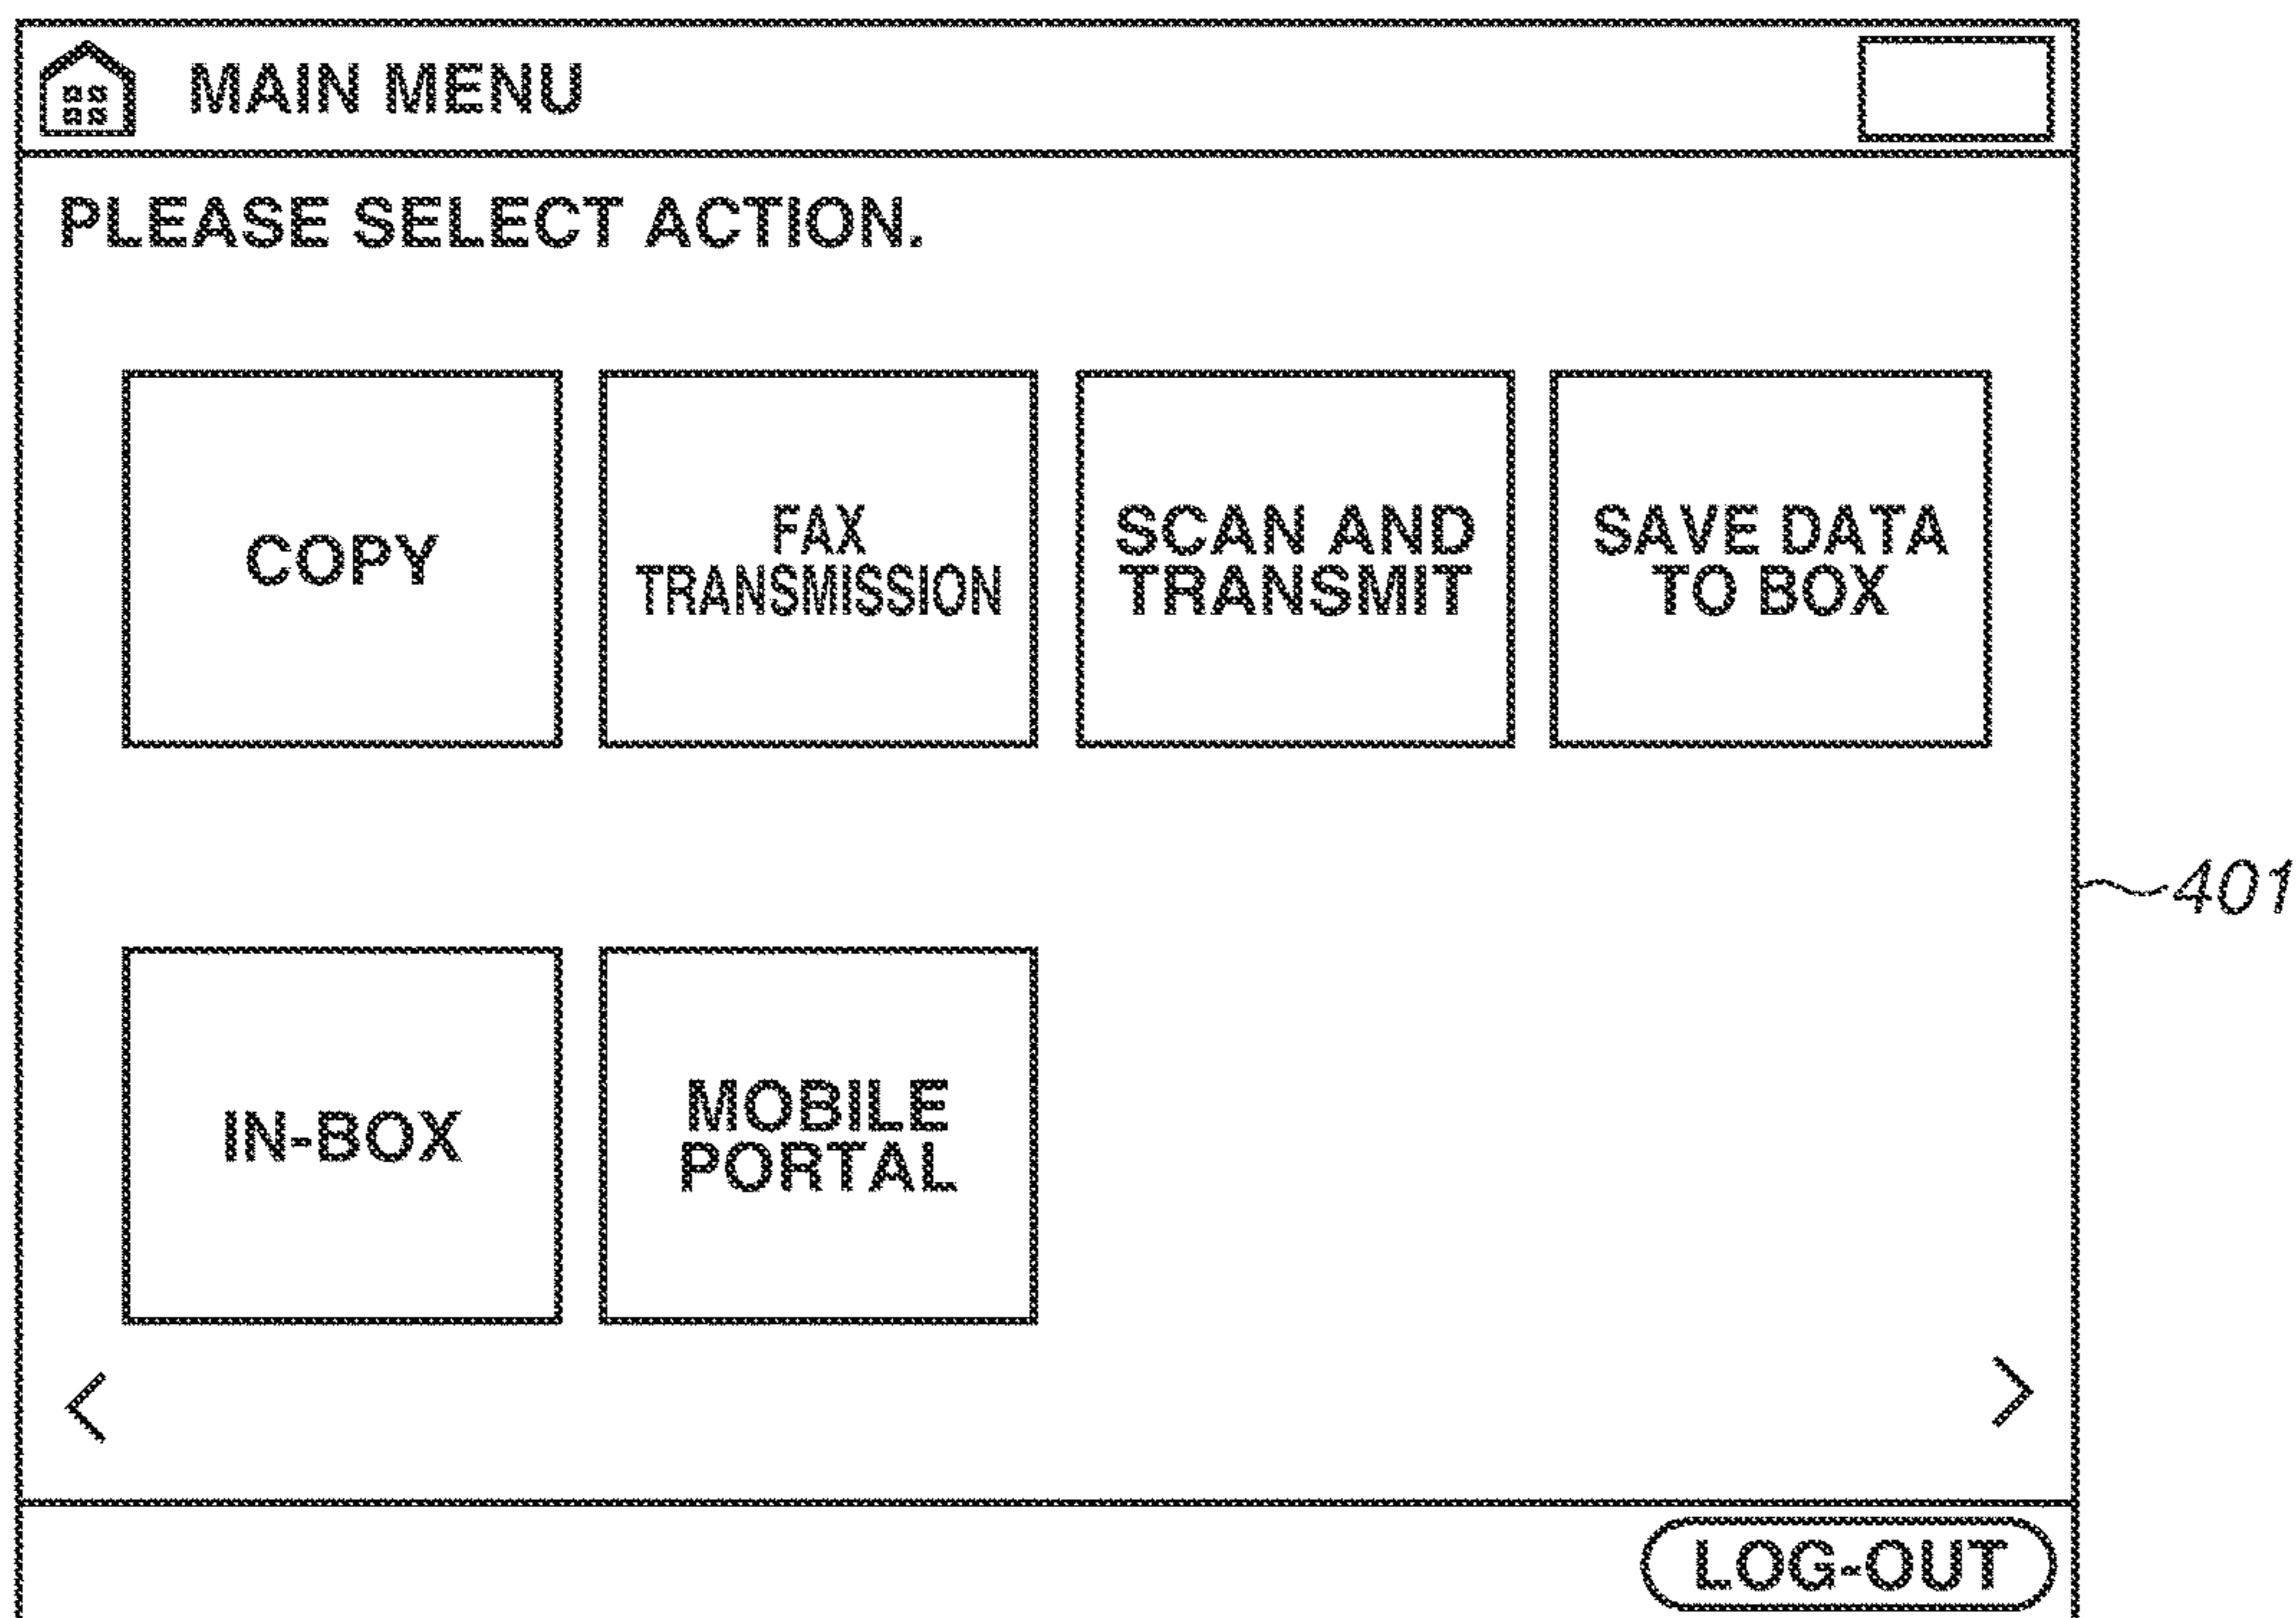 MAIN MENU
PLEASE SELECT ACTION.
COPY
FAX
TRANSMISSION
SCAN AND
TRANSMIT
SAVE DATA
TO BOX
401
IN-BOX
MOBILE
PORTAL
<
>
LOG-OUT